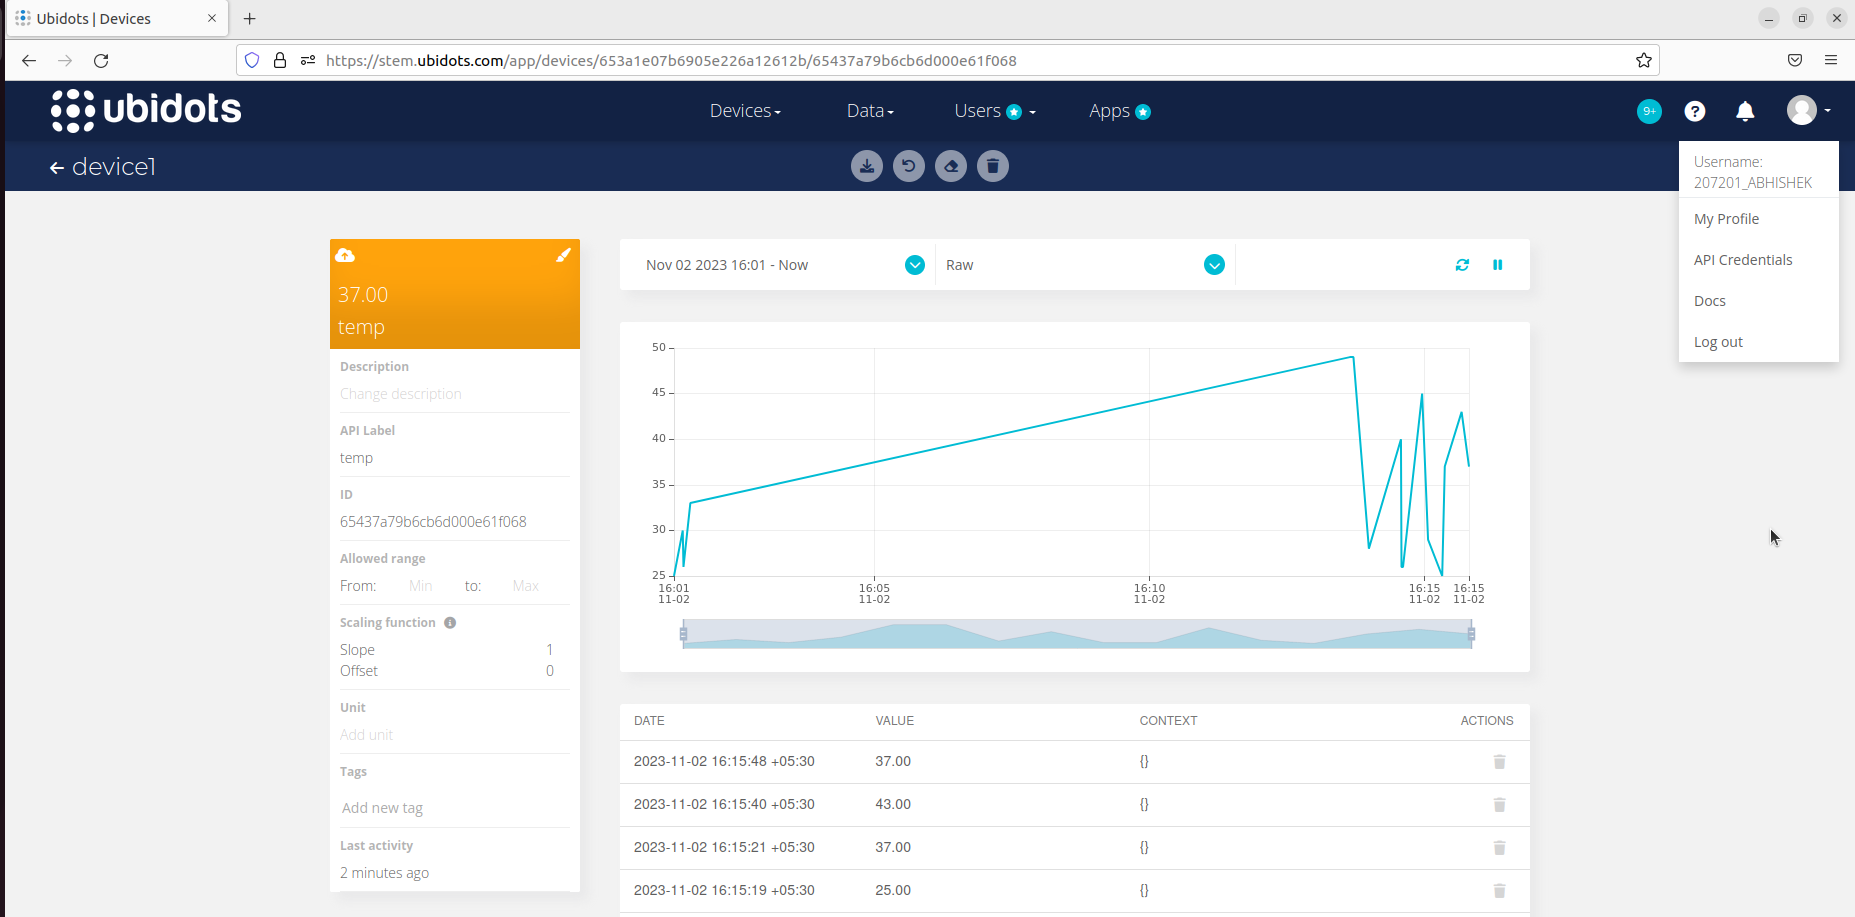 Ubidots | Devices
https://stem.ubidots.com/app/devices/653a1e07b6905e226a12612b/65437a79b6cb6d000e61f068
ubidots
Devices
Data
Users
Apps
9+
?
device1
Username:
207201_ABHISHEK
My Profile
API Credentials
Docs
Log out
37.00
temp
Description
Change description
API Label
temp
ID
65437a79b6cb6d000e61f068
Allowed range
From: Min to: Max
Scaling function
Slope 1
Offset 0
Unit
Add unit
Tags
Add new tag
Last activity
2 minutes ago
Nov 02 2023 16:01 - Now
Raw
50
45
40
35
30
25
16:01 16:05 16:10 16:15 16:15
11-02 11-02 11-02 11-02 11-02
DATE VALUE CONTEXT ACTIONS
2023-11-02 16:15:48 +05:30 37.00 {}
2023-11-02 16:15:40 +05:30 43.00 {}
2023-11-02 16:15:21 +05:30 37.00 {}
2023-11-02 16:15:19 +05:30 25.00 {}